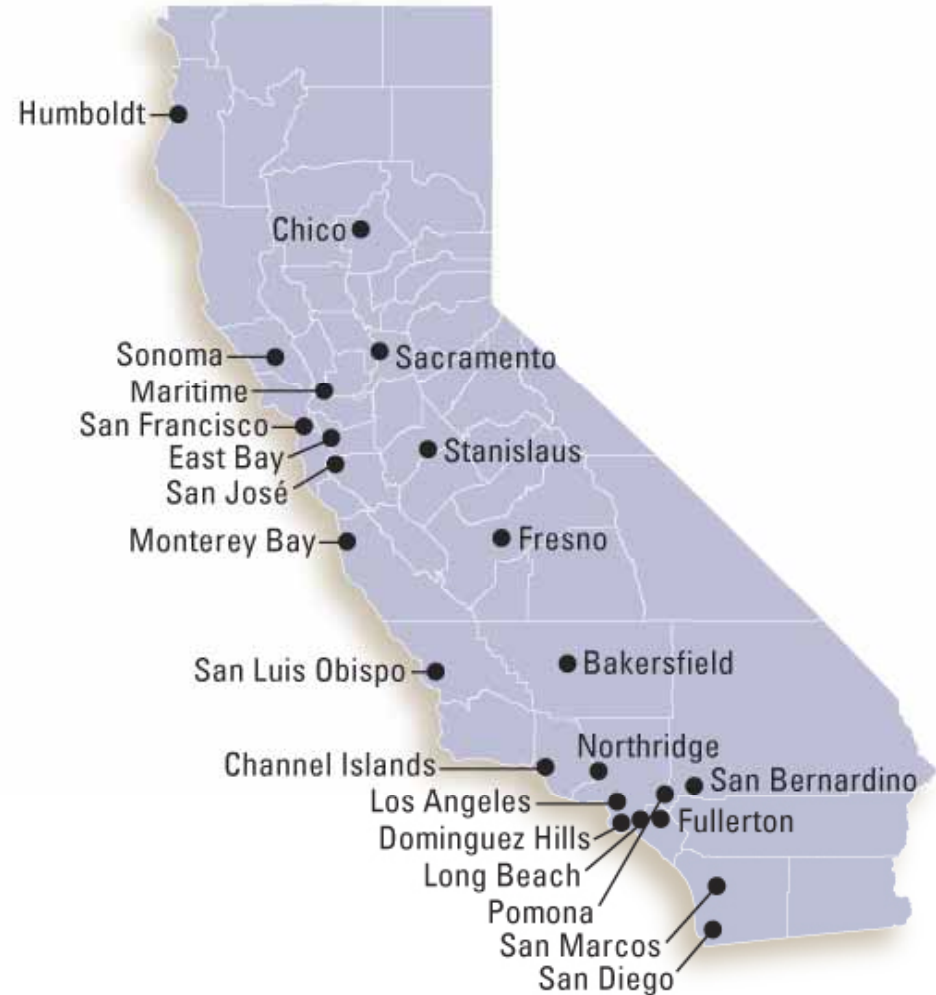 Humboldt
Chico
Sonoma
Sacramento
Maritime
San Francisco
East Bay
Stanislaus
San José
Monterey Bay
Fresno
San Luis Obispo
Bakersfield
Northridge
Channel Islands
San Bernardino
Los Angeles
Fullerton
Dominguez Hills
Long Beach
Pomona
San Marcos
San Diego